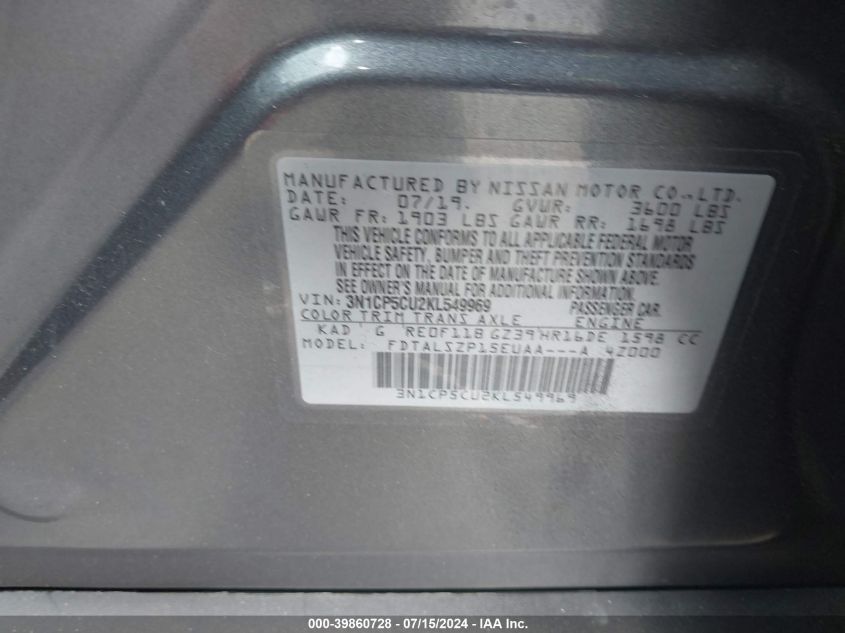 MANUFACTURED BY NISSAN MOTOR CO.,LTD.
DATE: 07/19. GVWR: 3600 LBS
GAWR FR: 1903 LBS GAWR RR: 1698 LBS
THIS VEHICLE CONFORMS TO ALL APPLICABLE FEDERAL MOTOR
VEHICLE SAFETY, BUMPER AND THEFT PREVENTION STANDARDS
IN EFFECT ON THE DATE OF MANUFACTURE SHOWN ABOVE.
SEE OWNER'S MANUAL FOR ADDITIONAL INFORMATION.
VIN: 3N1CP5CU2KL549969 PASSENGER CAR.
COLOR TRIM TRANS AXLE ENGINE
KAD G RE0F11B GZ39 HR16DE 1598 CC
MODEL: FDTALSZP15EUAA---A 4Z000
3N1CP5CU2KL549969
000-39860728 - 07/15/2024 - IAA Inc.